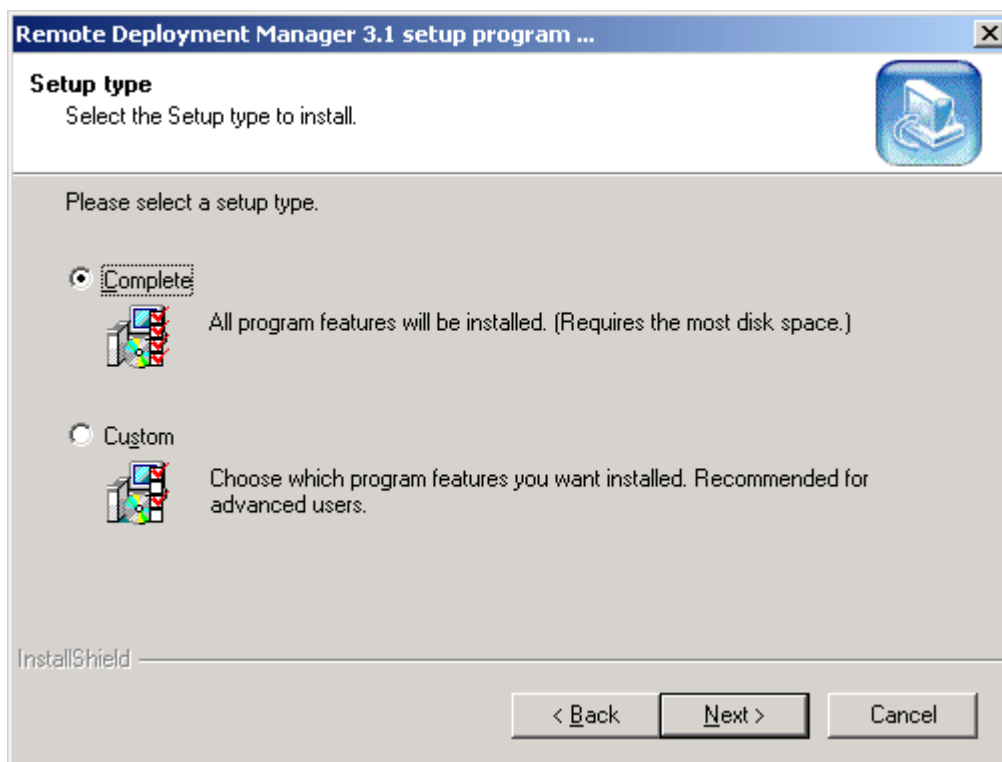 Remote Deployment Manager 3.1 setup program ...
Setup type
Select the Setup type to install.
Please select a setup type.
Complete
All program features will be installed. (Requires the most disk space.)
Custom
Choose which program features you want installed. Recommended for
advanced users.
InstallShield
< Back
Next >
Cancel